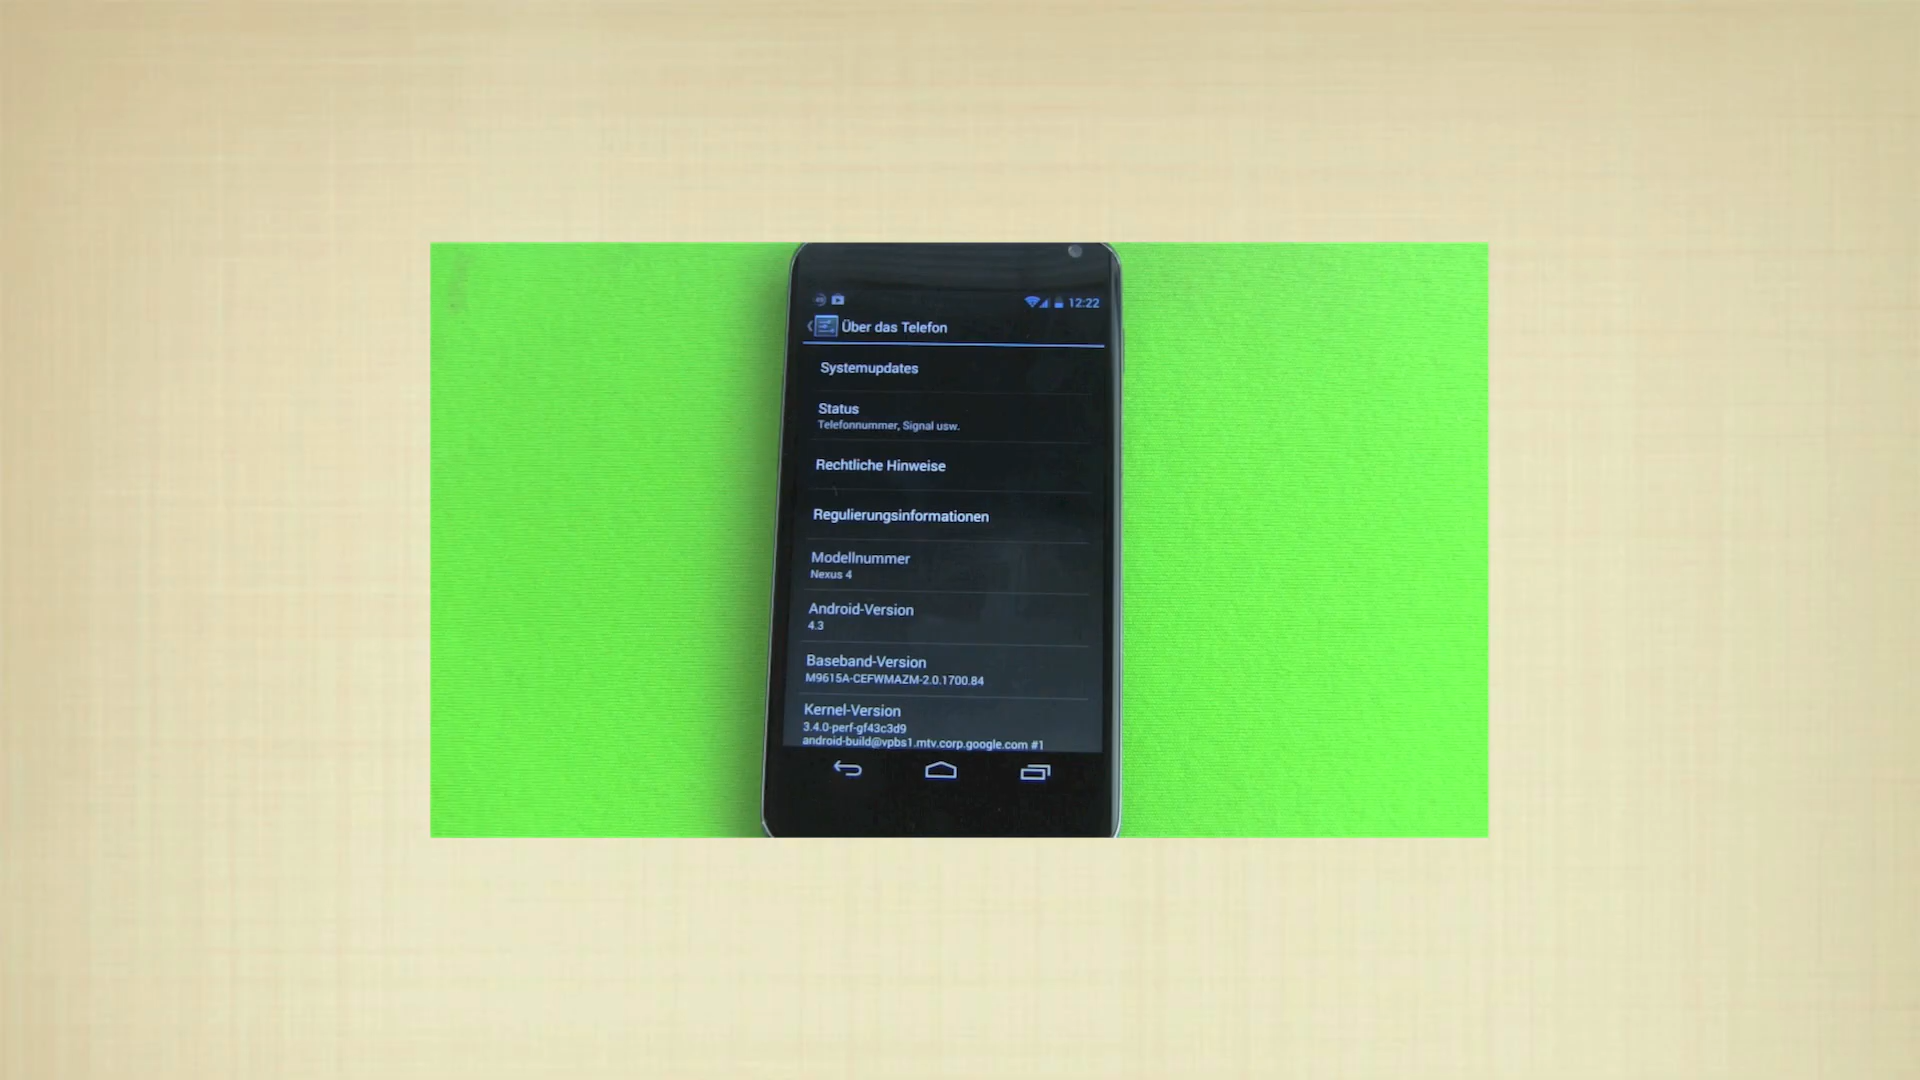 12:22
Über das Telefon
Systemupdates
Status
Telefonnummer, Signal usw.
Rechtliche Hinweise
Regulierungsinformationen
Modellnummer
Nexus 4
Android-Version
4.3
Baseband-Version
M9615A-CEFWMAZM-2.0.1700.84
Kernel-Version
3.4.0-perf-gf43c3d9
android-build@vpbs1.mtv.corp.google.com #1